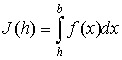 J(h) = ∫_h^b f(x)dx